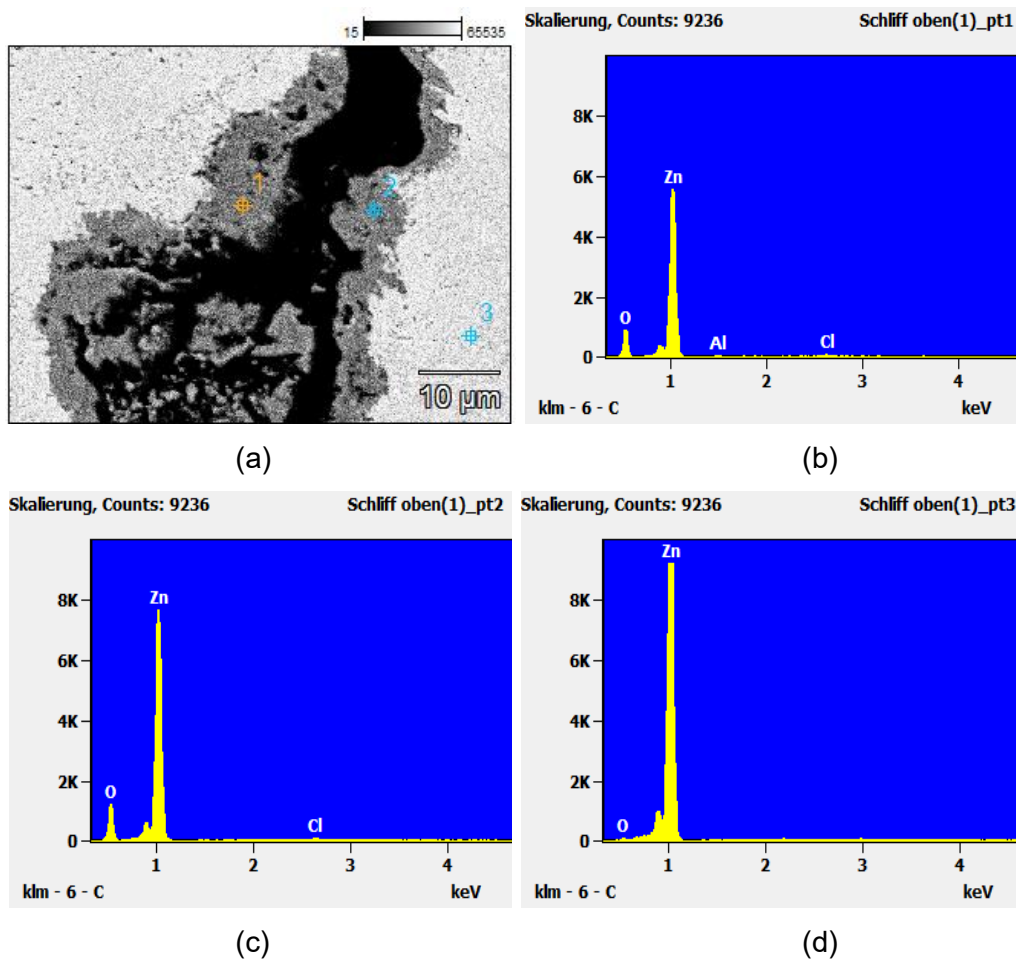 15 65535
1
2
3
10 µm
(a)
Skalierung, Counts: 9236 Schliff oben(1)_pt1
8K
6K
4K
2K
0
Zn
O
Al
Cl
1 2 3 4
klm - 6 - C keV
(b)
Skalierung, Counts: 9236 Schliff oben(1)_pt2
8K
6K
4K
2K
0
Zn
O
Cl
1 2 3 4
klm - 6 - C keV
(c)
Skalierung, Counts: 9236 Schliff oben(1)_pt3
8K
6K
4K
2K
0
Zn
O
1 2 3 4
klm - 6 - C keV
(d)